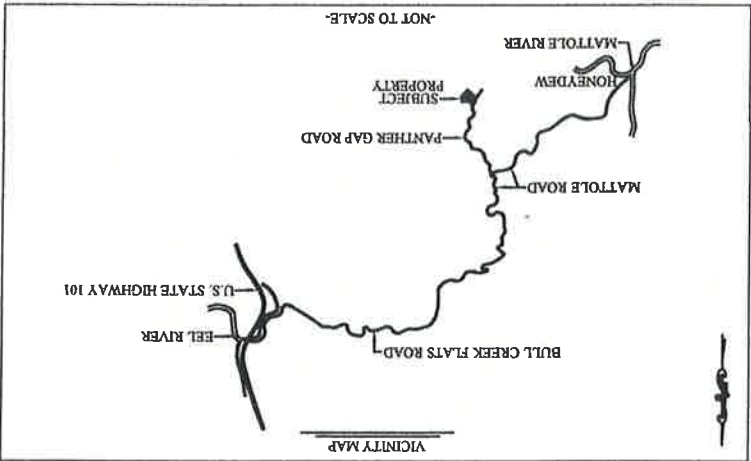 VICINITY MAP
BULL CREEK FLATS ROAD
EEL RIVER
U.S. STATE HIGHWAY 101
MATTOLE ROAD
PANTHER GAP ROAD
SUBJECT
PROPERTY
HONEYDEW
MATTOLE RIVER
-NOT TO SCALE-